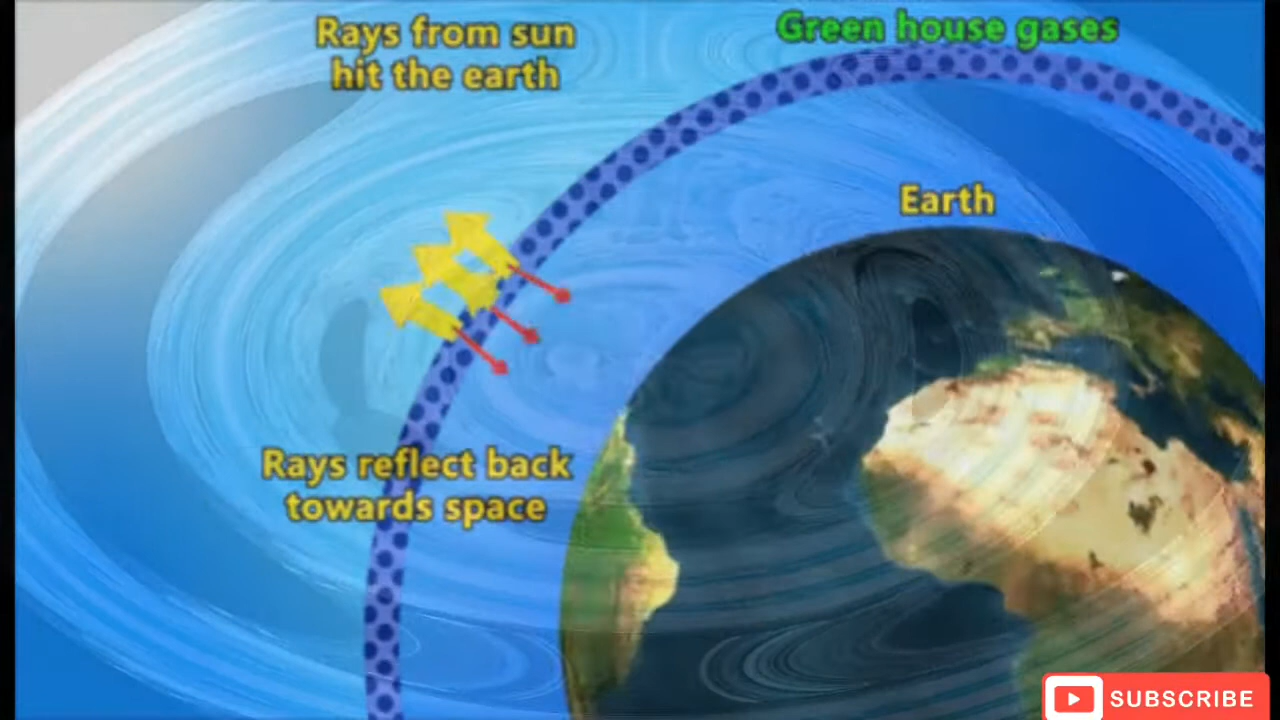 Rays from sun
hit the earth
Green house gases
Earth
Rays reflect back
towards space
SUBSCRIBE